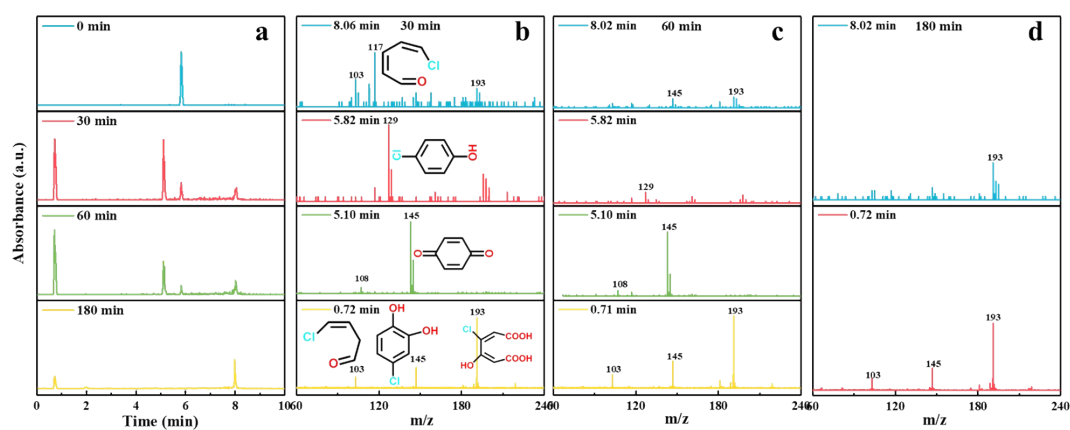 Absorbance (a.u.)
a
0 min
30 min
60 min
180 min
0 2 4 6 8 10
Time (min)
b
8.06 min 30 min
117
103
193
Cl
O
5.82 min
129
Cl
OH
5.10 min
145
108
O
O
0.72 min
103
145
193
Cl
O
OH
OH
Cl
Cl
COOH
COOH
HO
60 120 180 240
m/z
c
8.02 min 60 min
145
193
5.82 min
129
5.10 min
145
108
0.71 min
103
145
193
60 120 180 240
m/z
d
8.02 min 180 min
193
0.72 min
193
145
103
60 120 180 240
m/z